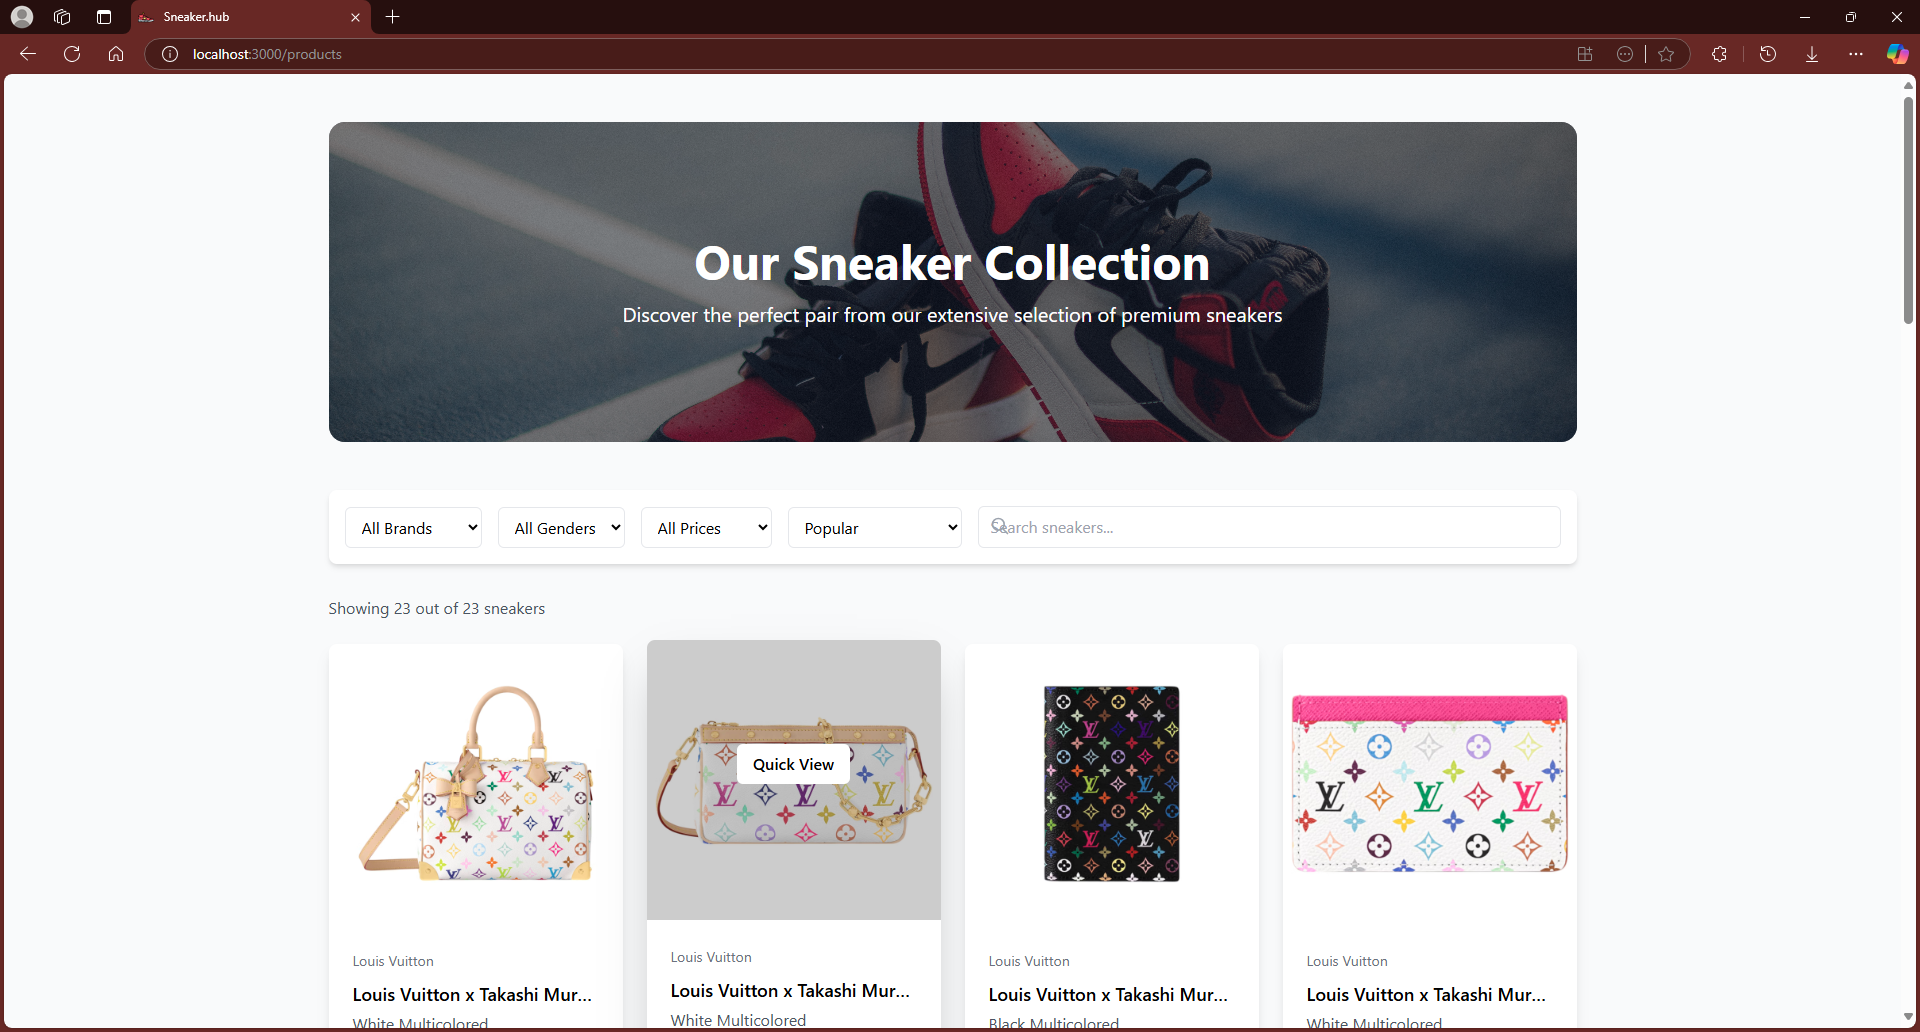 Sneaker.hub
localhost:3000/products
Our Sneaker Collection
Discover the perfect pair from our extensive selection of premium sneakers
All Brands
All Genders
All Prices
Popular
Search sneakers...
Showing 23 out of 23 sneakers
Quick View
Louis Vuitton
Louis Vuitton x Takashi Mur...
White Multicolored
Louis Vuitton
Louis Vuitton x Takashi Mur...
White Multicolored
Louis Vuitton
Louis Vuitton x Takashi Mur...
Black Multicolored
Louis Vuitton
Louis Vuitton x Takashi Mur...
White Multicolored